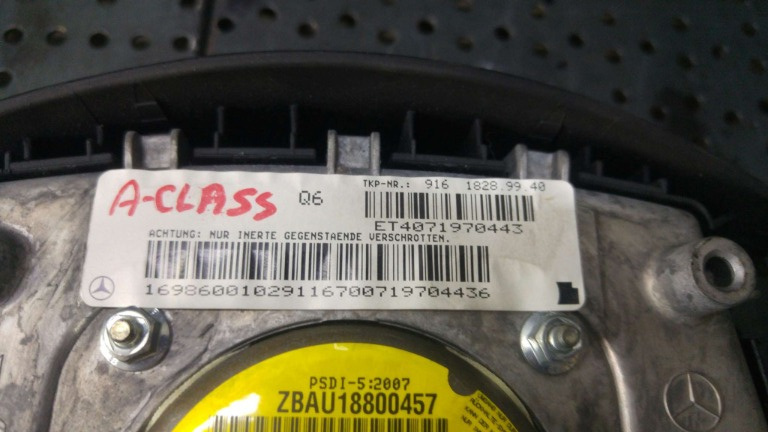 A-CLASS Q6 TKP-NR.: 916 1828.99.40
ET4071970443
ACHTUNG: NUR INERTE GEGENSTAENDE VERSCHROTTEN.
16986001029116700719704436
PSDI-5:2007
ZBAU18800457